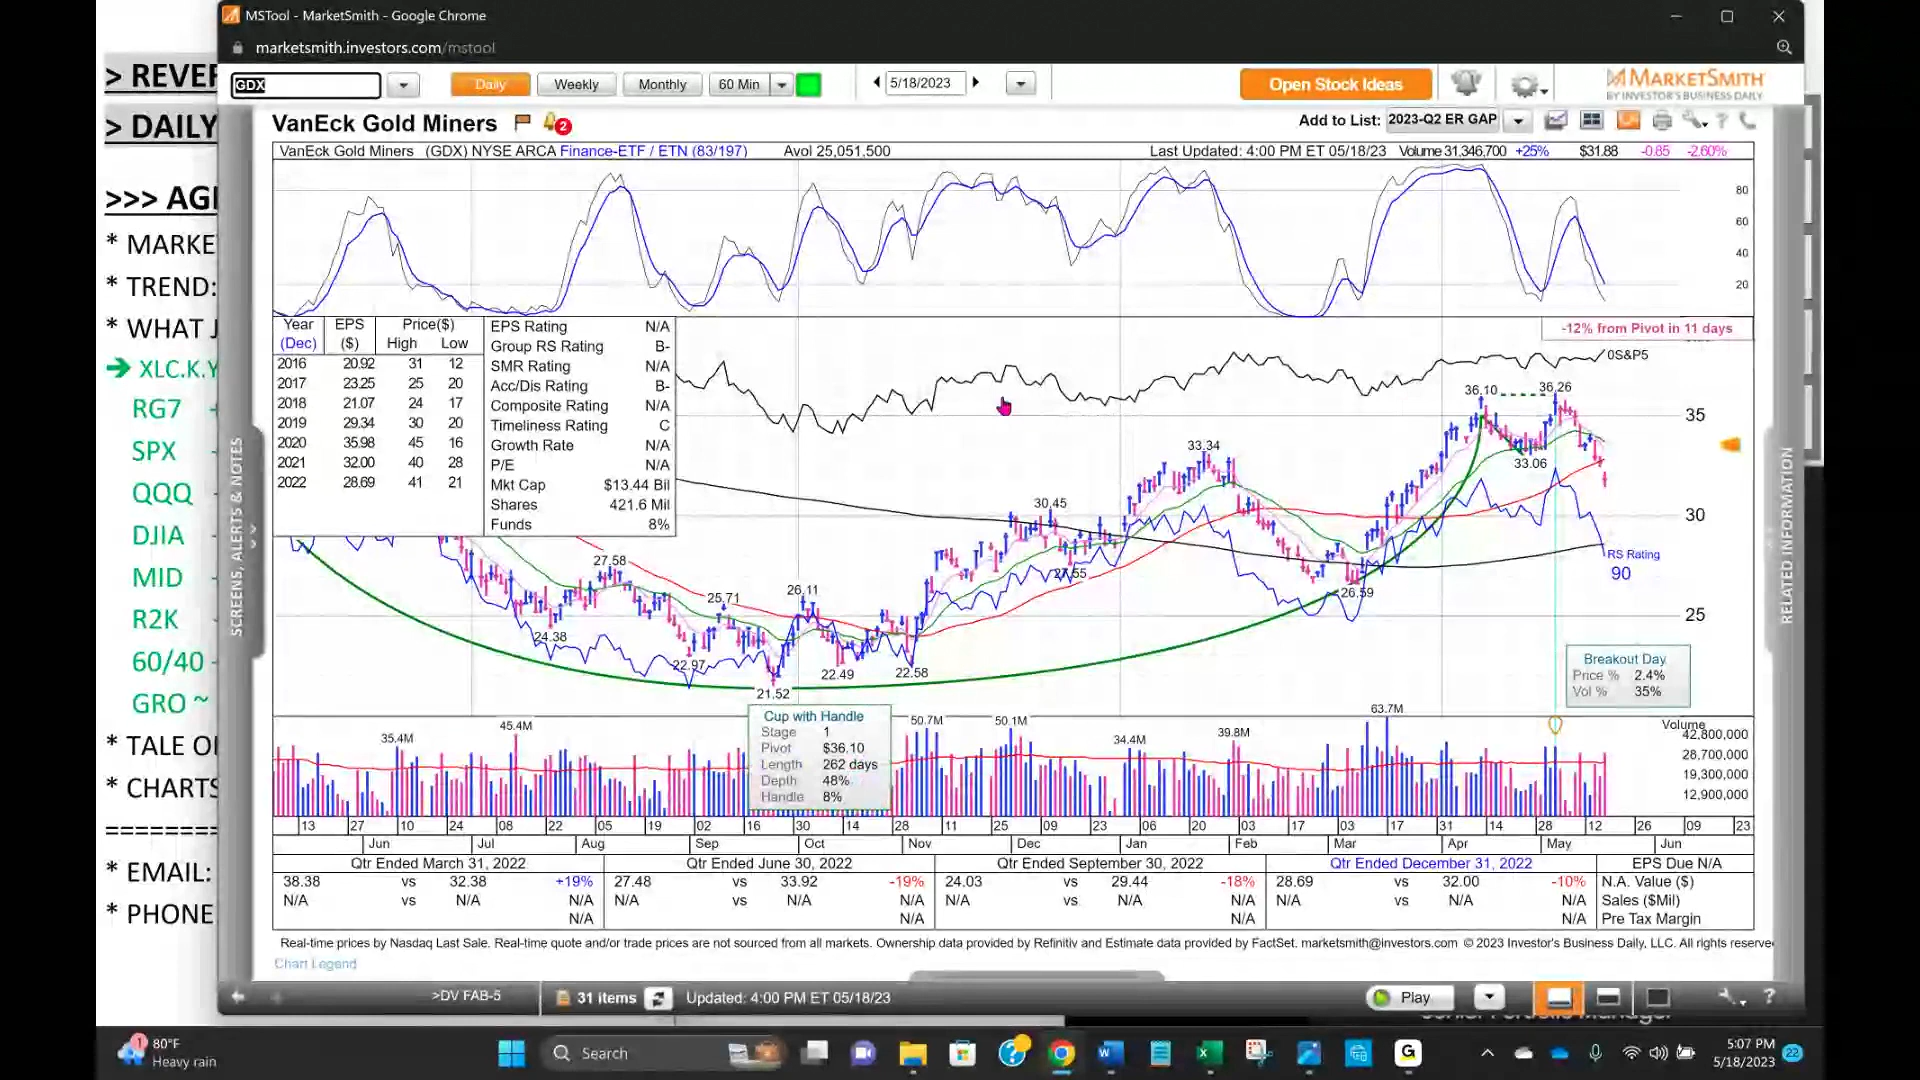 MSTool - MarketSmith - Google Chrome
marketsmith.investors.com/mstool
GDX
Daily
Weekly
Monthly
60 Min
5/18/2023
Open Stock Ideas
MARKETSMITH
BY INVESTOR'S BUSINESS DAILY
VanEck Gold Miners
2
Add to List:
2023-Q2 ER GAP
VanEck Gold Miners (GDX) NYSE ARCA Finance-ETF / ETN (83/197) Avol 25,051,500 Last Updated: 4:00 PM ET 05/18/23 Volume 31,346,700 +25% $31.88 -0.85 -2.60%
80
60
40
20
Year EPS Price($)
(Dec) ($) High Low
2016 20.92 31 12
2017 23.25 25 20
2018 21.07 24 17
2019 29.34 30 20
2020 35.98 45 16
2021 32.00 40 28
2022 28.69 41 21
EPS Rating N/A
Group RS Rating B-
SMR Rating N/A
Acc/Dis Rating B-
Composite Rating N/A
Timeliness Rating C
Growth Rate N/A
P/E N/A
Mkt Cap $13.44 Bil
Shares 421.6 Mil
Funds 8%
-12% from Pivot in 11 days
0S&P5
36.10
36.26
35
33.34
33.06
30.45
30
27.58
27.55
26.59
RS Rating
90
25.71
26.11
25
24.38
22.97
22.49
22.58
21.52
Breakout Day
Price % 2.4%
Vol % 35%
Cup with Handle
Stage 1
Pivot $36.10
Length 262 days
Depth 48%
Handle 8%
35.4M
45.4M
50.7M
50.1M
34.4M
39.8M
63.7M
Volume
42,800,000
28,700,000
19,300,000
12,900,000
13 27 10 24 08 22 05 19 02 16 30 14 28 11 25 09 23 06 20 03 17 03 17 31 14 28 12 26 09 23
Jun Jul Aug Sep Oct Nov Dec Jan Feb Mar Apr May Jun
Qtr Ended March 31, 2022 Qtr Ended June 30, 2022 Qtr Ended September 30, 2022 Qtr Ended December 31, 2022 EPS Due N/A
38.38 vs 32.38 +19% 27.48 vs 33.92 -19% 24.03 vs 29.44 -18% 28.69 vs 32.00 -10% N.A. Value ($)
N/A vs N/A N/A N/A vs N/A N/A N/A vs N/A N/A N/A vs N/A N/A Sales ($Mil)
N/A N/A N/A N/A Pre Tax Margin
Real-time prices by Nasdaq Last Sale. Real-time quote and/or trade prices are not sourced from all markets. Ownership data provided by Refinitiv and Estimate data provided by FactSet. marketsmith@investors.com © 2023 Investor's Business Daily, LLC. All rights reserve
Chart Legend
SCREENS, ALERTS & NOTES
RELATED INFORMATION
>DV FAB-5
31 items
Updated: 4:00 PM ET 05/18/23
Play
> REVER
> DAILY
>>> AG
* MARKE
* TREND:
* WHAT J
XLC.K.Y
RG7
SPX
QQQ
DJIA
MID
R2K
60/40
GRO ~
* TALE O
* CHARTS
========
* EMAIL:
* PHONE
1
80°F
Heavy rain
Search
5:07 PM
5/18/2023
22